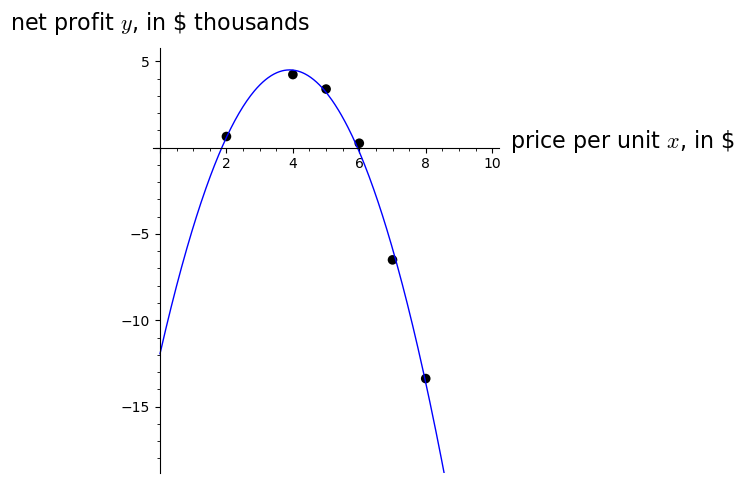 net profit y, in $ thousands
5
price per unit x, in $
2 4 6 8 10
−5
−10
−15